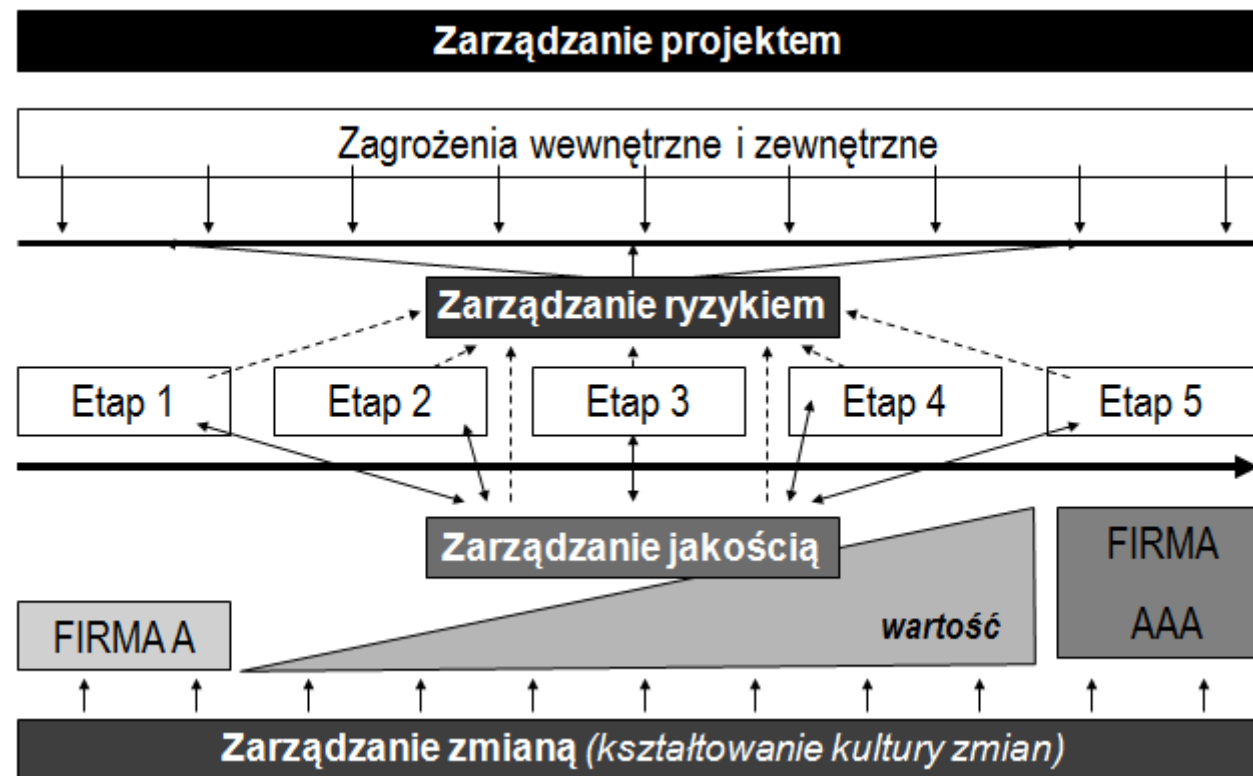 Zarządzanie projektem
Zagrożenia wewnętrzne i zewnętrzne
Zarządzanie ryzykiem
Etap 1
Etap 2
Etap 3
Etap 4
Etap 5
Zarządzanie jakością
FIRMA A
wartość
FIRMA
AAA
Zarządzanie zmianą (kształtowanie kultury zmian)